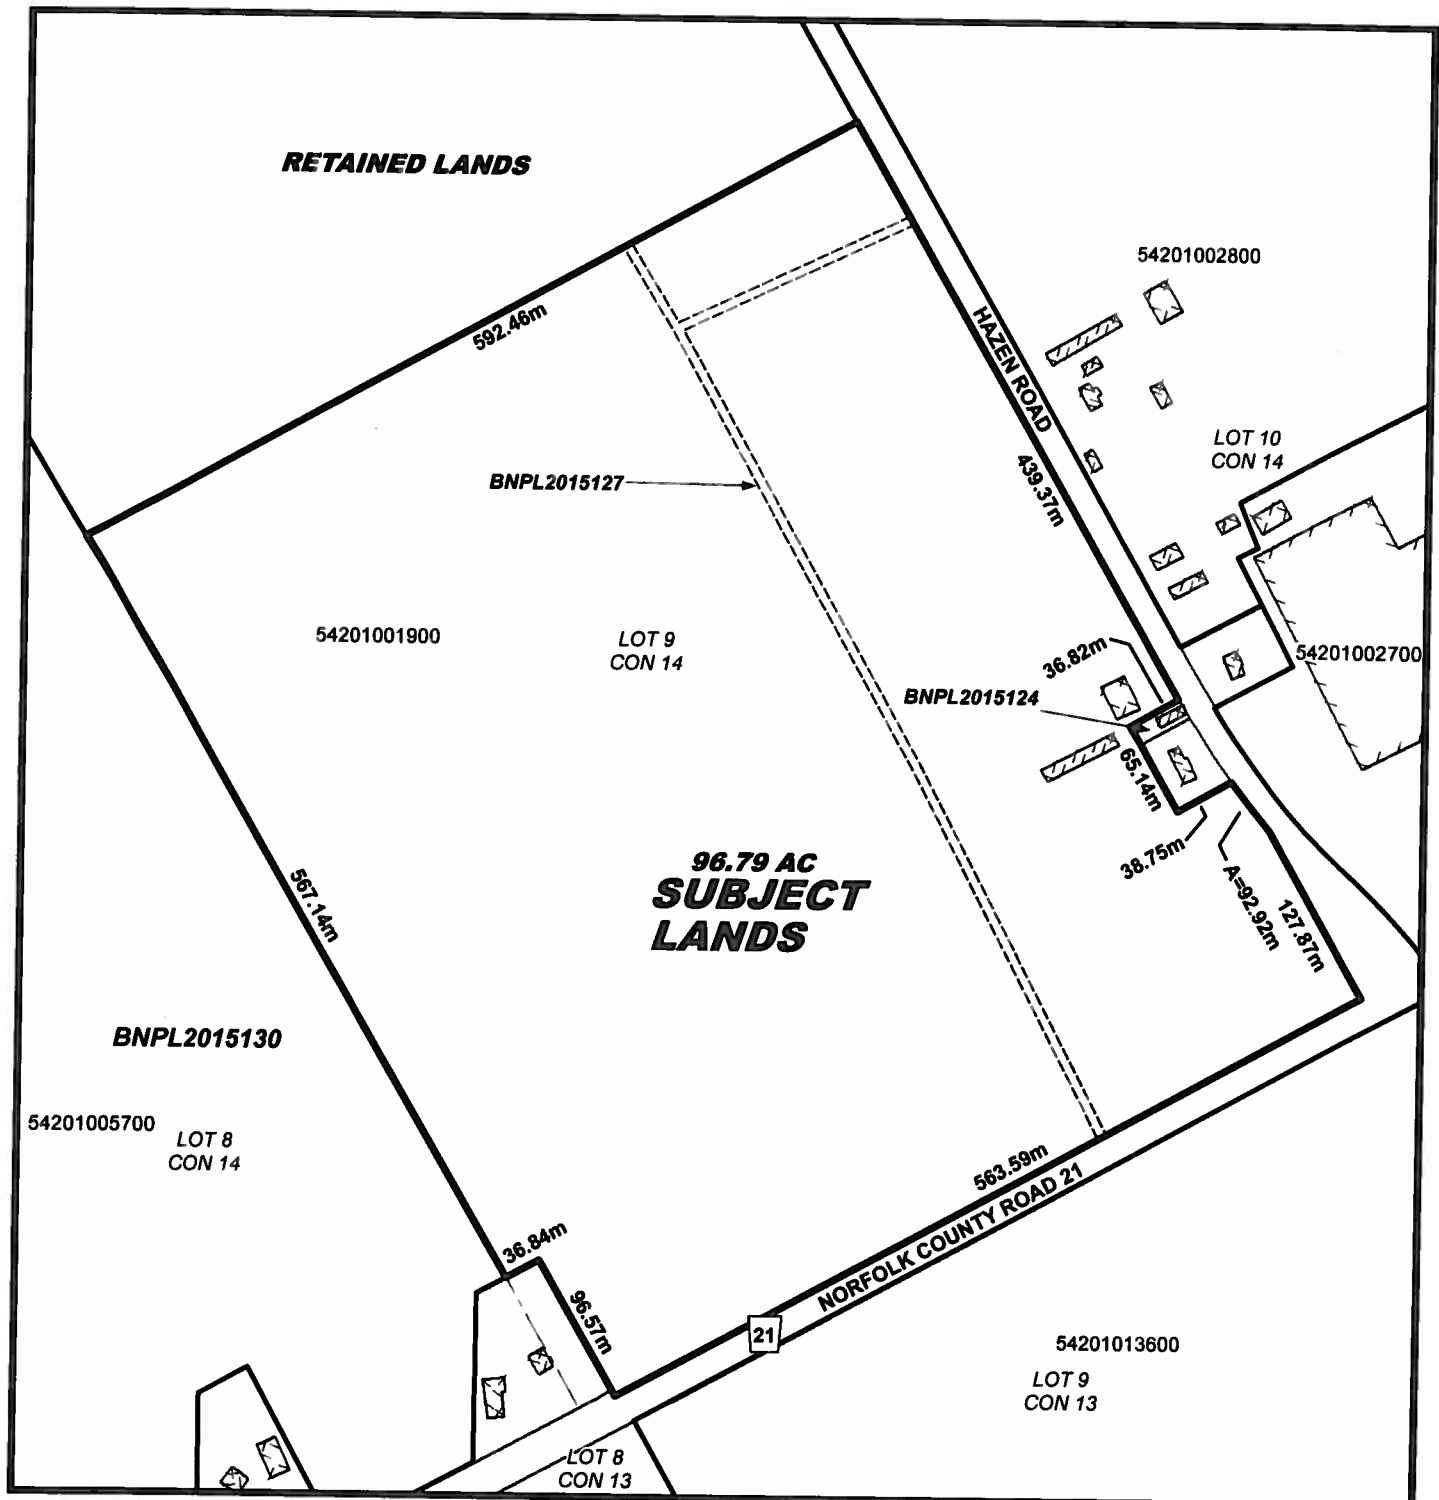 RETAINED LANDS
54201002800
592.46m
HAZEN ROAD
LOT 10
CON 14
439.37m
BNPL2015127
54201001900
LOT 9
CON 14
36.82m
54201002700
BNPL2015124
65.14m
38.75m
A=92.92m
127.87m
96.79 AC
SUBJECT
LANDS
567.14m
BNPL2015130
54201005700
LOT 8
CON 14
563.59m
NORFOLK COUNTY ROAD 21
36.84m
96.57m
21
54201013600
LOT 9
CON 13
LOT 8
CON 13